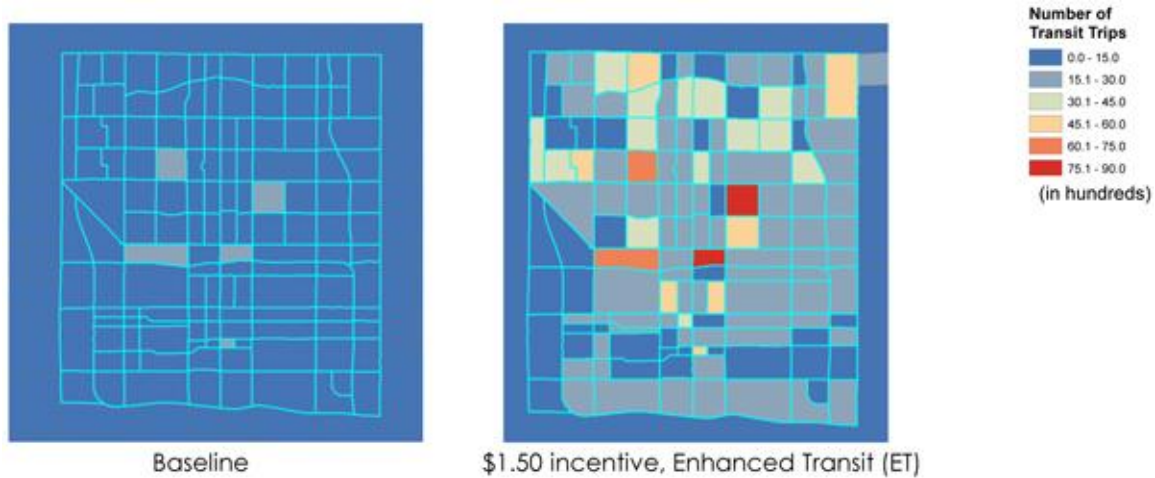 Number of
Transit Trips
0.0 - 15.0
15.1 - 30.0
30.1 - 45.0
45.1 - 60.0
60.1 - 75.0
75.1 - 90.0
(in hundreds)
Baseline
$1.50 incentive, Enhanced Transit (ET)